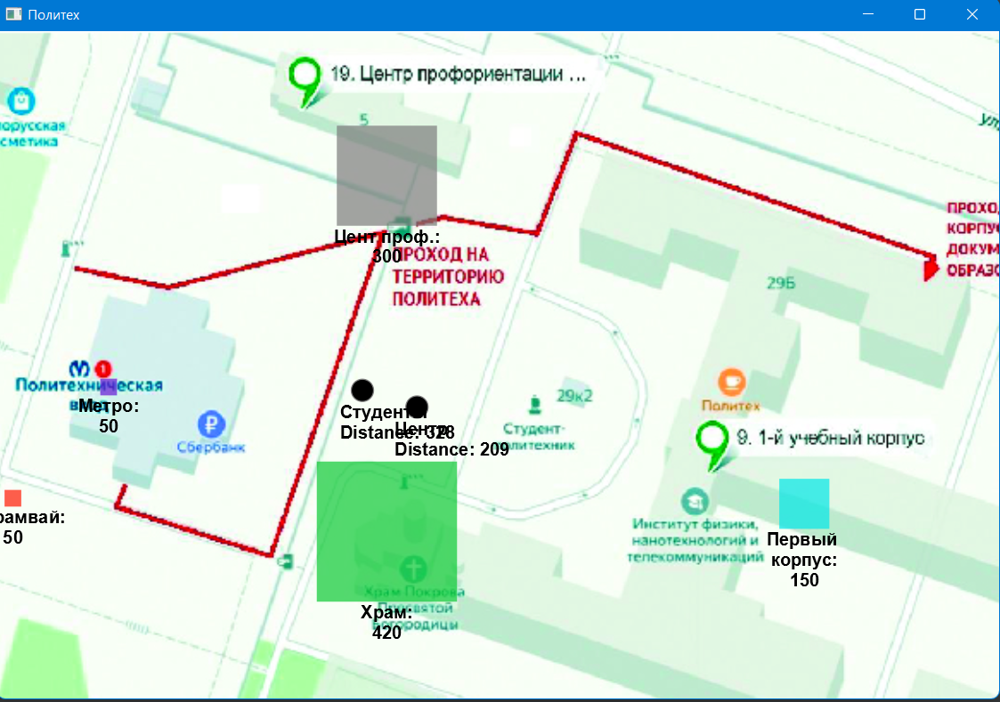 Политех
19. Центр профориентации ...
5
орусская
сметика
Ул
ПРОХО
КОРПУС
ДОКУМ
ОБРАЗО
Цент проф.:
300
ПРОХОД НА
ТЕРРИТОРИЮ
ПОЛИТЕХА
29Б
Политехническая
Метро:
50
Сбербанк
Студенты
Distance: 328
Центр
Distance: 209
29к2
Студент-
политехник
Политех
9. 1-й учебный корпус
рамвай:
50
Институт физики,
нанотехнологий и
телекоммуникаций
Первый
корпус:
150
Храм Покрова
Пресвятой
Богородицы
Храм:
420